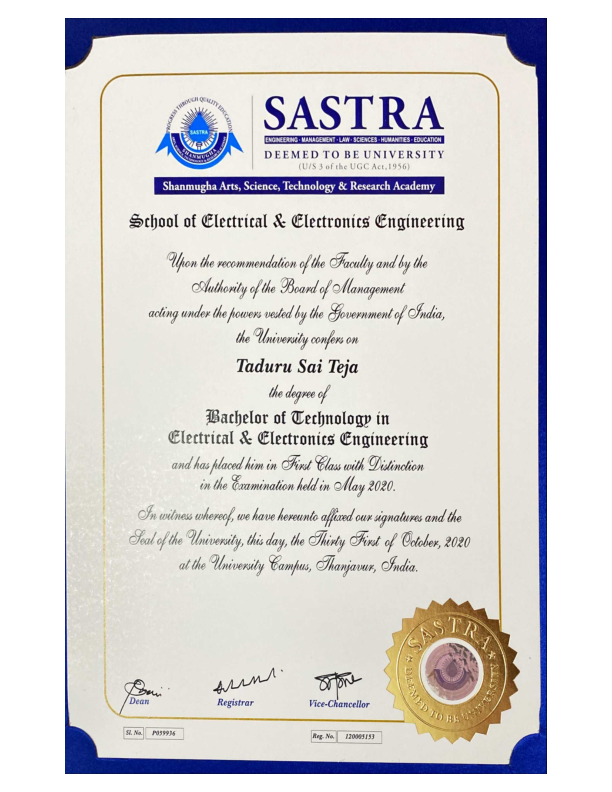 PROGRESS THROUGH QUALITY EDUCATION
SASTRA
SHANMUGHA
SASTRA
ENGINEERING · MANAGEMENT · LAW · SCIENCES · HUMANITIES · EDUCATION
DEEMED TO BE UNIVERSITY
(U/S 3 of the UGC Act,1956)
Shanmugha Arts, Science, Technology & Research Academy
School of Electrical & Electronics Engineering
Upon the recommendation of the Faculty and by the
Authority of the Board of Management
acting under the powers vested by the Government of India,
the University confers on
Taduru Sai Teja
the degree of
Bachelor of Technology in
Electrical & Electronics Engineering
and has placed him in First Class with Distinction
in the Examination held in May 2020.
In witness whereof, we have hereunto affixed our signatures and the
Seal of the University, this day, the Thirty First of October, 2020
at the University Campus, Thanjavur, India.
SASTRA
DEEMED TO BE UNIVERSITY
Dean
Registrar
Vice-Chancellor
Sl. No. P059936
Reg. No. 120005153